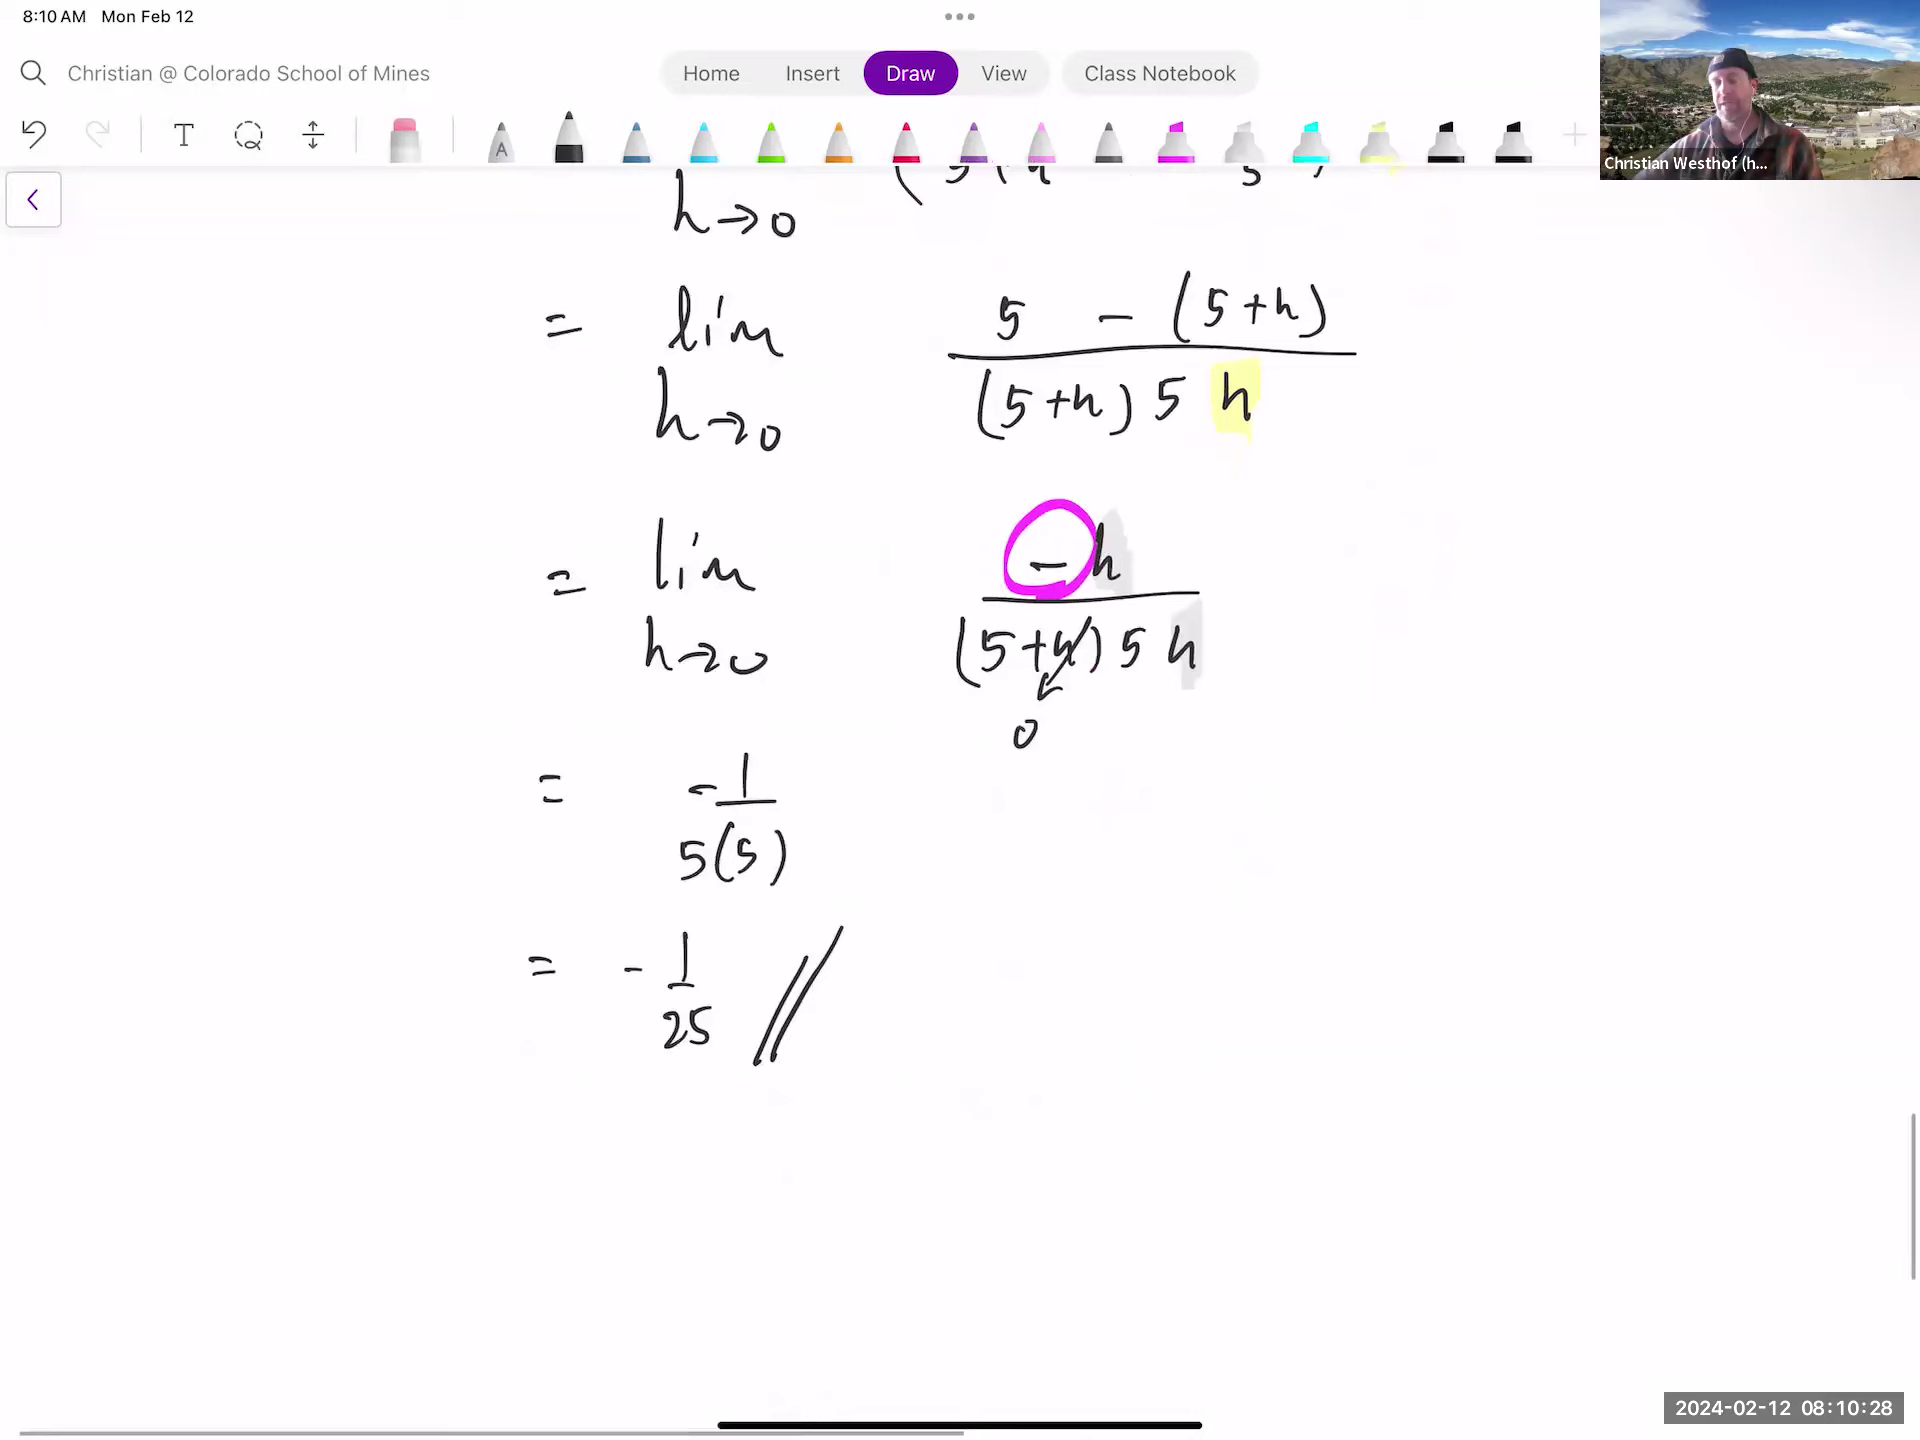 8:10 AM Mon Feb 12
Christian @ Colorado School of Mines
Home Insert Draw View Class Notebook
T A
Christian Westhof (h...
h→0
= lim 5 - (5+h)
h→0 (5+h) 5 h
= lim -h
h→0 (5+h) 5 h
0
= -1
5(5)
= - 1
25 //
2024-02-12 08:10:28